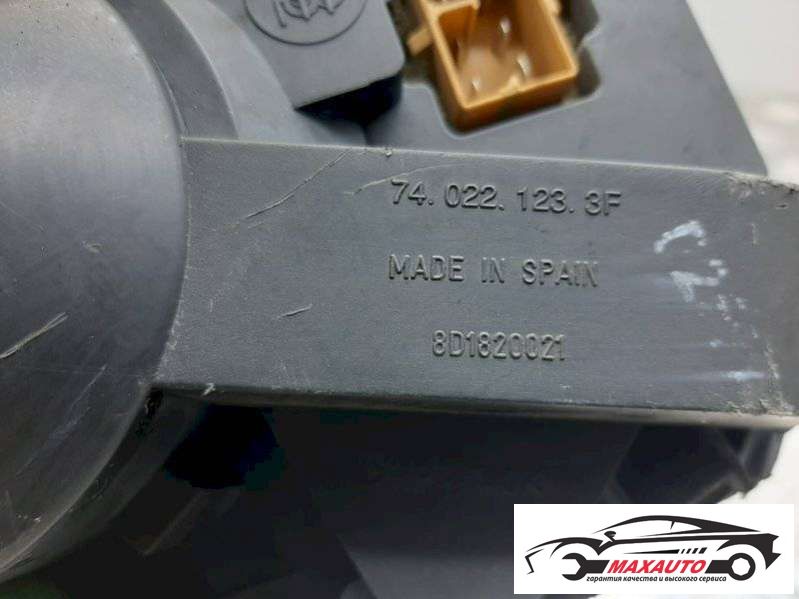 74.022.123.3F
MADE IN SPAIN
8D1820021
MAXAUTO
гарантия качества и высокого сервиса